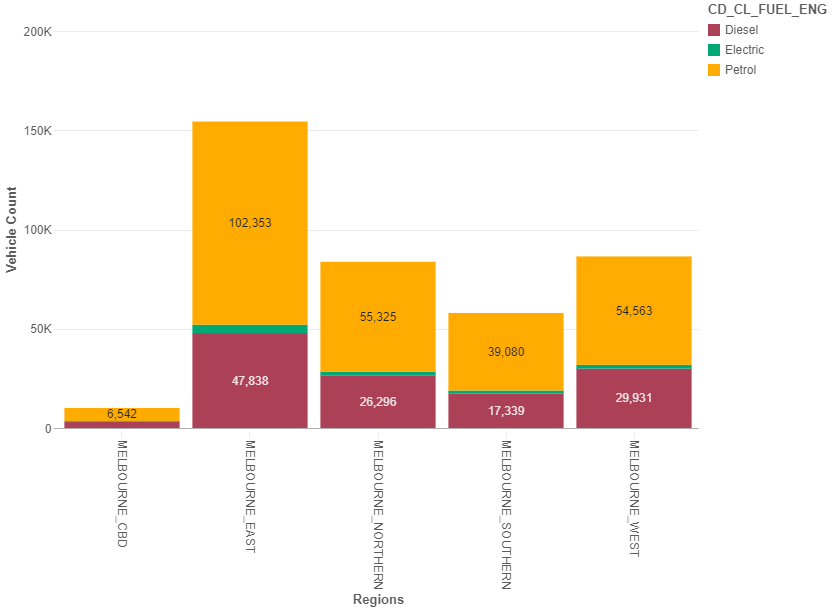 CD_CL_FUEL_ENG
Diesel
Electric
Petrol
200K
150K
100K
50K
0
Vehicle Count
6,542
102,353
47,838
55,325
26,296
39,080
17,339
54,563
29,931
MELBOURNE_CBD
MELBOURNE_EAST
MELBOURNE_NORTHERN
MELBOURNE_SOUTHERN
MELBOURNE_WEST
Regions